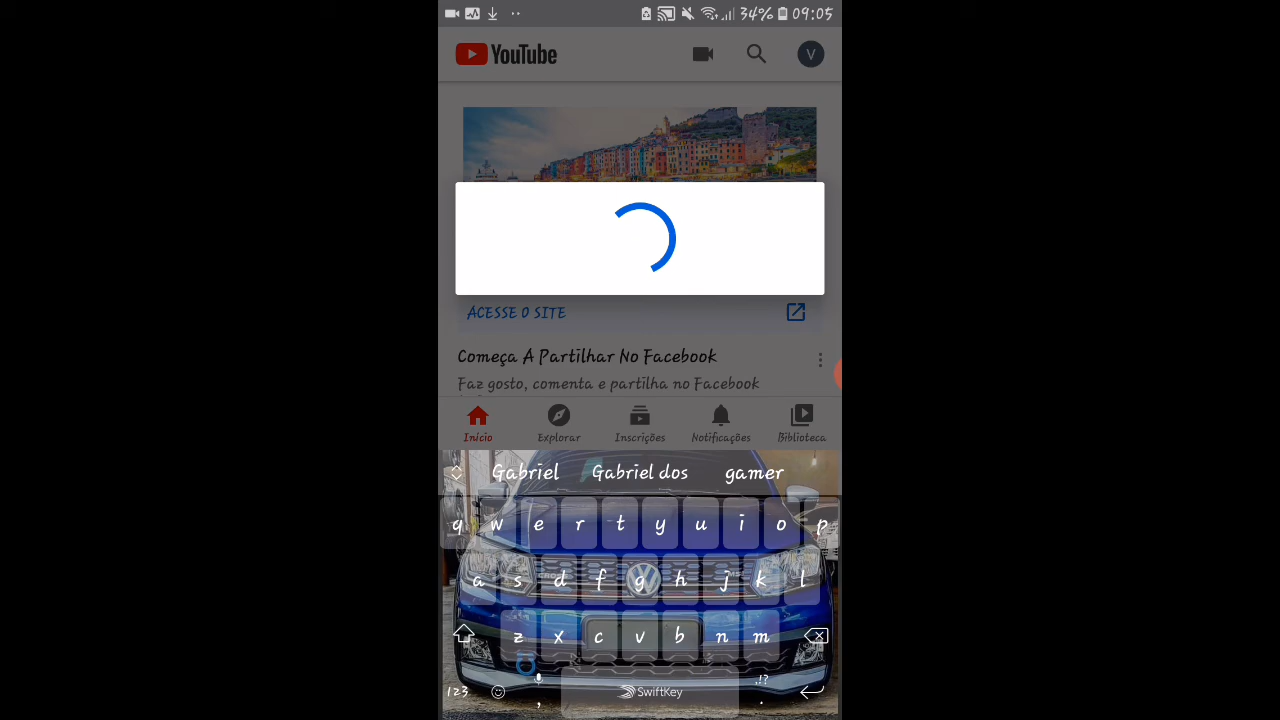 34% 09:05
YouTube
V
ACESSE O SITE
Começa A Partilhar No Facebook
Faz gosto, comenta e partilha no Facebook
Início Explorar Inscrições Notificações Biblioteca
Gabriel Gabriel dos gamer
q w e r t y u i o p
a s d f g h j k l
z x c v b n m
123 , SwiftKey .!? .